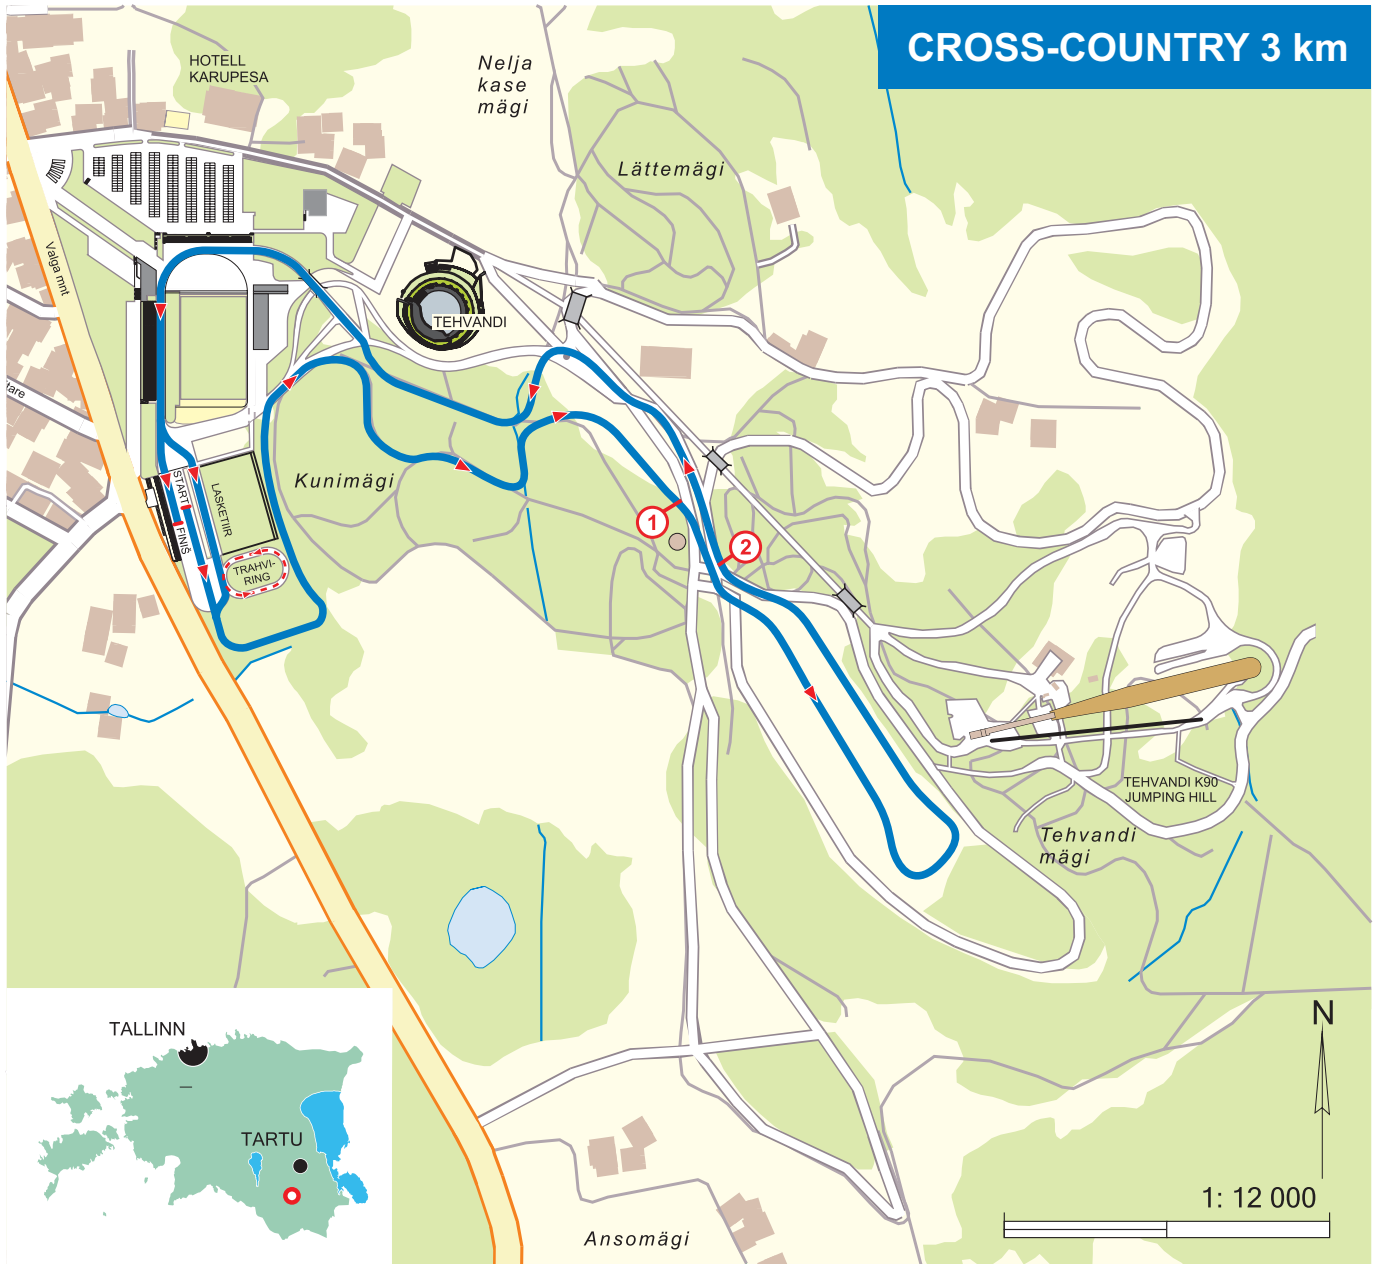 CROSS-COUNTRY 3 km
HOTELL
KARUPESA
Nelja
kase
mägi
Lättemägi
Valga mnt
TEHVANDI
Kunimägi
START
FINIŠ
LASKETIIR
TRAHVI-
RING
1
2
TEHVANDI K90
JUMPING HILL
Tehvandi
mägi
TALLINN
TARTU
Ansomägi
N
1: 12 000